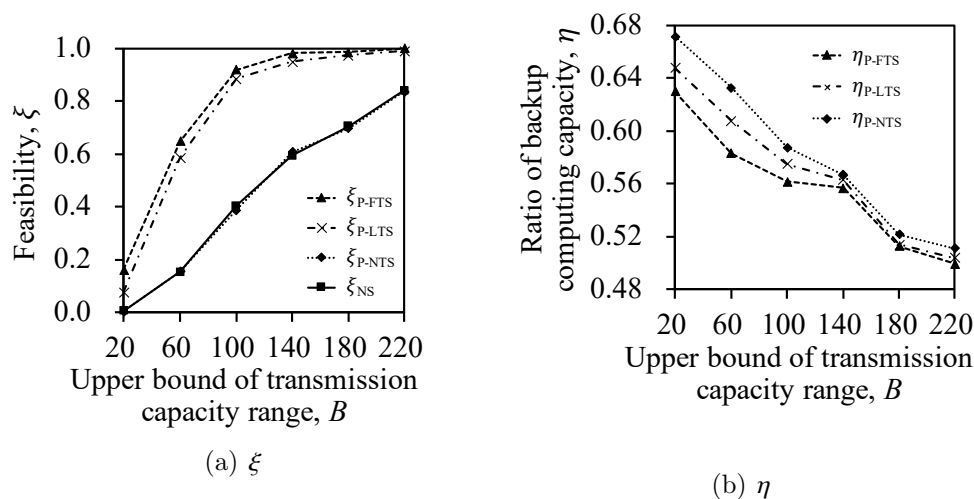 1.0
0.8
0.6
0.4
0.2
0.0
Feasibility, ξ
ξP-FTS
ξP-LTS
ξP-NTS
ξNS
20 60 100 140 180 220
Upper bound of transmission
capacity range, B
(a) ξ
0.68
0.64
0.60
0.56
0.52
0.48
Ratio of backup
computing capacity, η
ηP-FTS
ηP-LTS
ηP-NTS
20 60 100 140 180 220
Upper bound of transmission
capacity range, B
(b) η